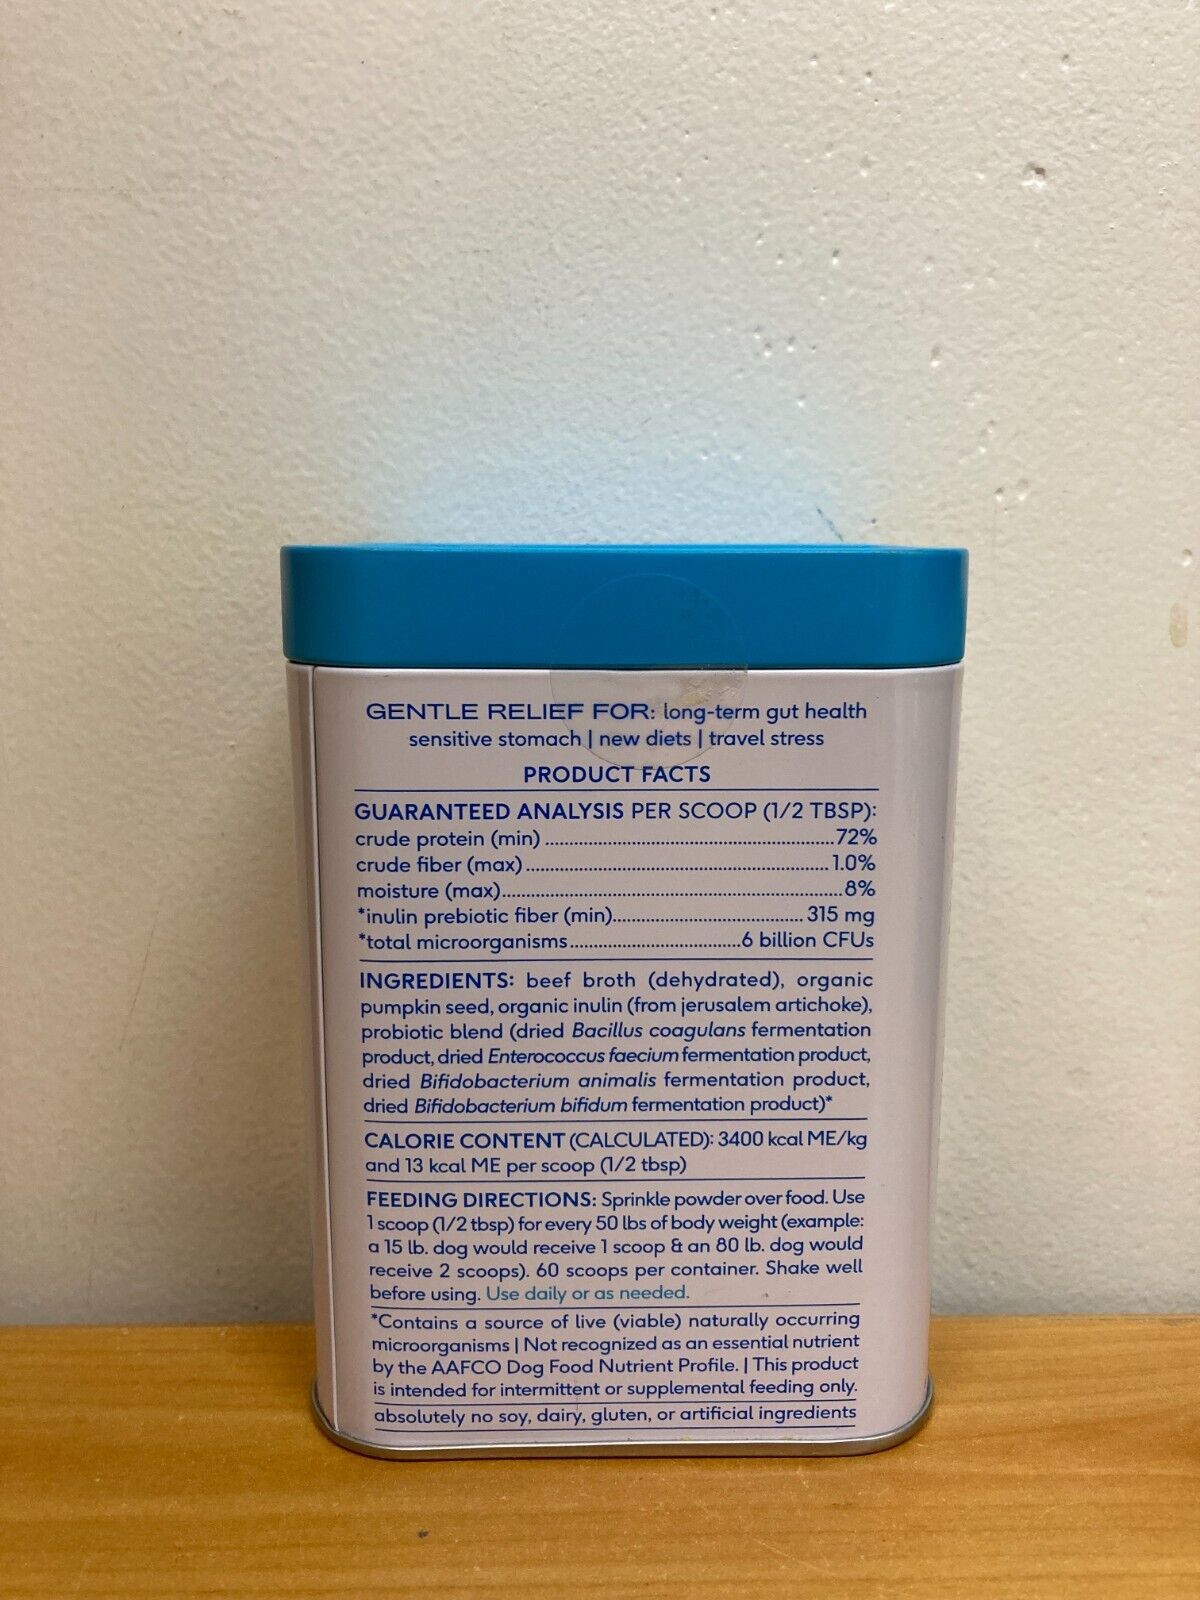 GENTLE RELIEF FOR: long-term gut health
sensitive stomach | new diets | travel stress
PRODUCT FACTS
GUARANTEED ANALYSIS PER SCOOP (1/2 TBSP):
crude protein (min) ................................................72%
crude fiber (max) ...................................................1.0%
moisture (max).........................................................8%
*inulin prebiotic fiber (min)................................ 315 mg
*total microorganisms....................................6 billion CFUs
INGREDIENTS: beef broth (dehydrated), organic
pumpkin seed, organic inulin (from jerusalem artichoke),
probiotic blend (dried Bacillus coagulans fermentation
product, dried Enterococcus faecium fermentation product,
dried Bifidobacterium animalis fermentation product,
dried Bifidobacterium bifidum fermentation product)*
CALORIE CONTENT (CALCULATED): 3400 kcal ME/kg
and 13 kcal ME per scoop (1/2 tbsp)
FEEDING DIRECTIONS: Sprinkle powder over food. Use
1 scoop (1/2 tbsp) for every 50 lbs of body weight (example:
a 15 lb. dog would receive 1 scoop & an 80 lb. dog would
receive 2 scoops). 60 scoops per container. Shake well
before using. Use daily or as needed.
*Contains a source of live (viable) naturally occurring
microorganisms | Not recognized as an essential nutrient
by the AAFCO Dog Food Nutrient Profile. | This product
is intended for intermittent or supplemental feeding only.
absolutely no soy, dairy, gluten, or artificial ingredients